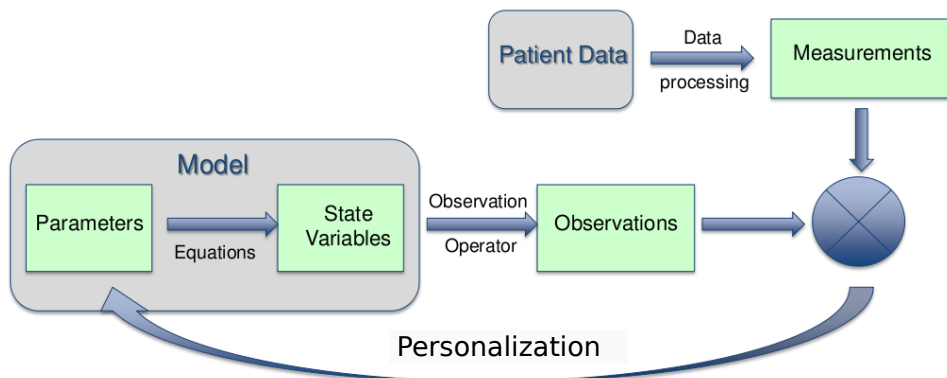 Patient Data
Data
processing
Measurements
Model
Parameters
Equations
State
Variables
Observation
Operator
Observations
Personalization